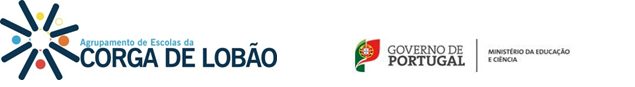 Agrupamento de Escolas da
CORGA DE LOBÃO
GOVERNO DE
PORTUGAL
MINISTÉRIO DA EDUCAÇÃO
E CIÊNCIA